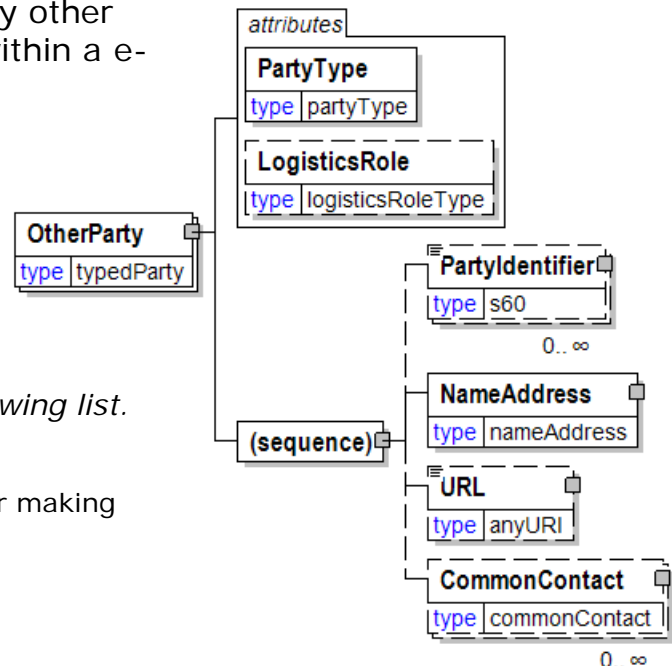 y other
ithin a e-
wing list.
r making
attributes
PartyType
type partyType
LogisticsRole
type logisticsRoleType
OtherParty
type typedParty
(sequence)
PartyIdentifier
type s60
0.. ∞
NameAddress
type nameAddress
URL
type anyURI
CommonContact
type commonContact
0.. ∞